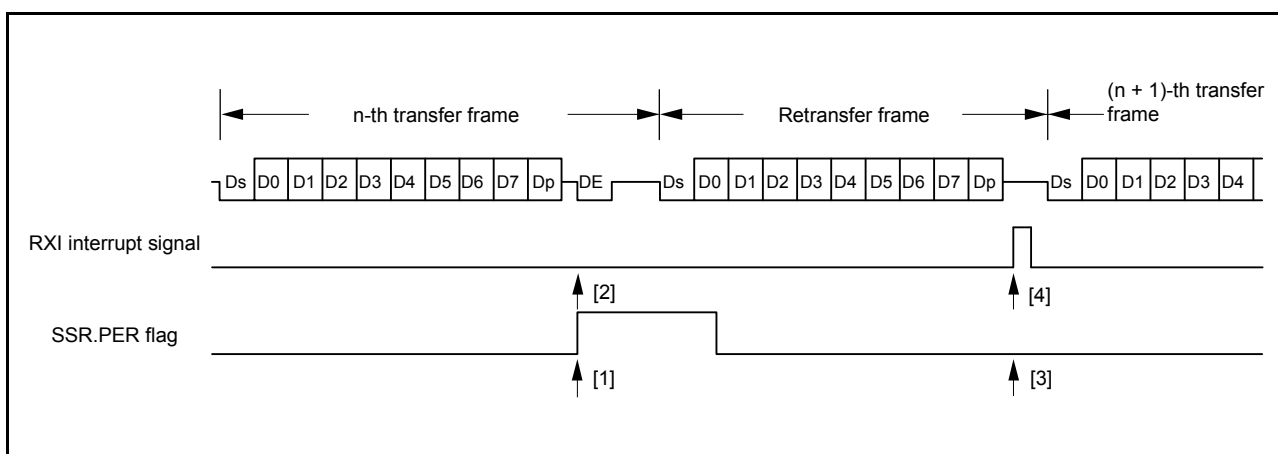 (n + 1)-th transfer
n-th transfer frame Retransfer frame frame
Ds D0 D1 D2 D3 D4 D5 D6 D7 Dp DE Ds D0 D1 D2 D3 D4 D5 D6 D7 Dp Ds D0 D1 D2 D3 D4
RXI interrupt signal
[2] [4]
SSR.PER flag
[1] [3]